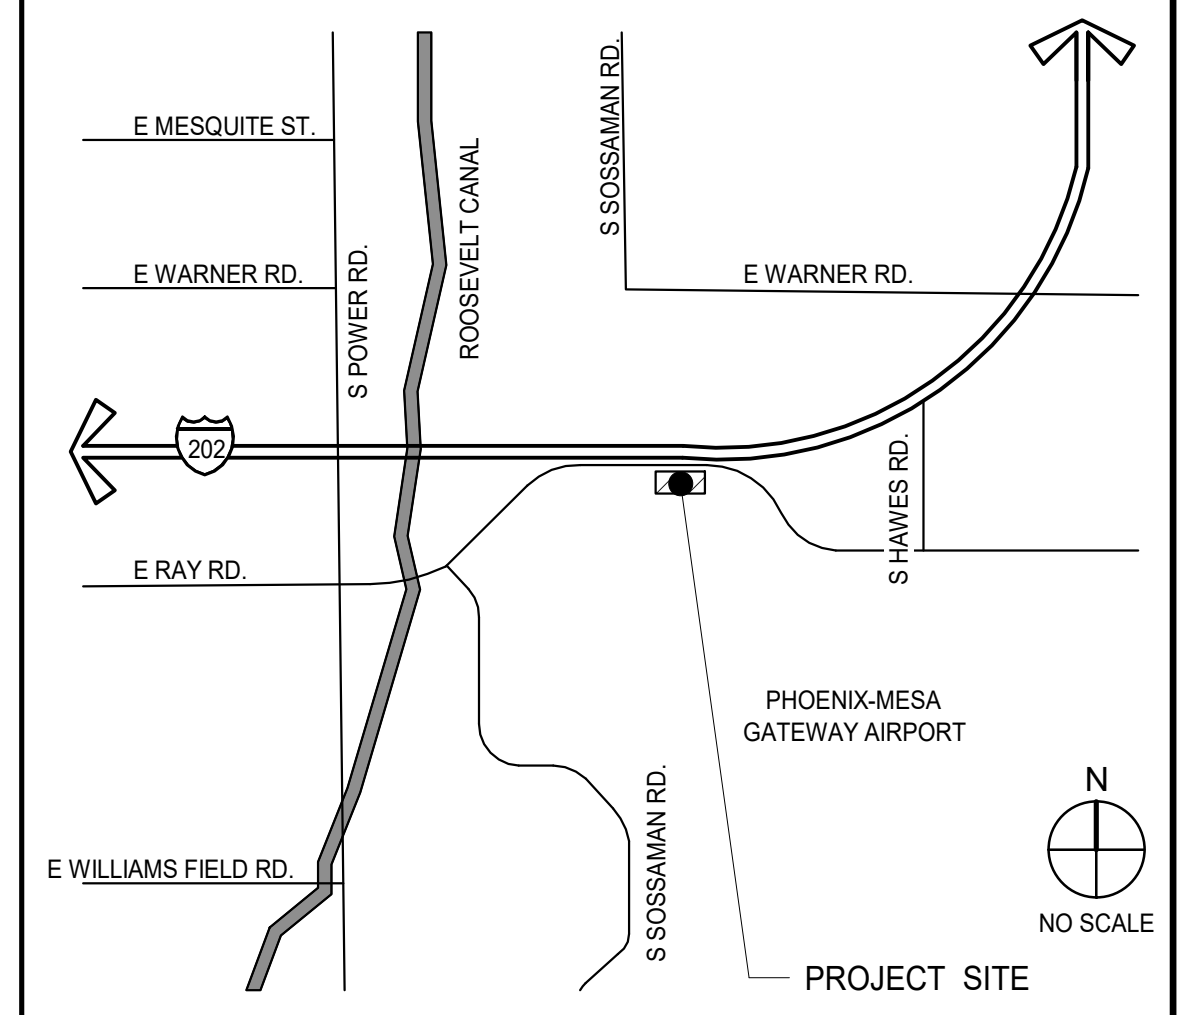 S SOSSAMAN RD.
E MESQUITE ST.
ROOSEVELT CANAL
E WARNER RD.
E WARNER RD.
S POWER RD.
202
S HAWES RD.
E RAY RD.
PHOENIX-MESA
GATEWAY AIRPORT
S SOSSAMAN RD.
N
E WILLIAMS FIELD RD.
NO SCALE
PROJECT SITE